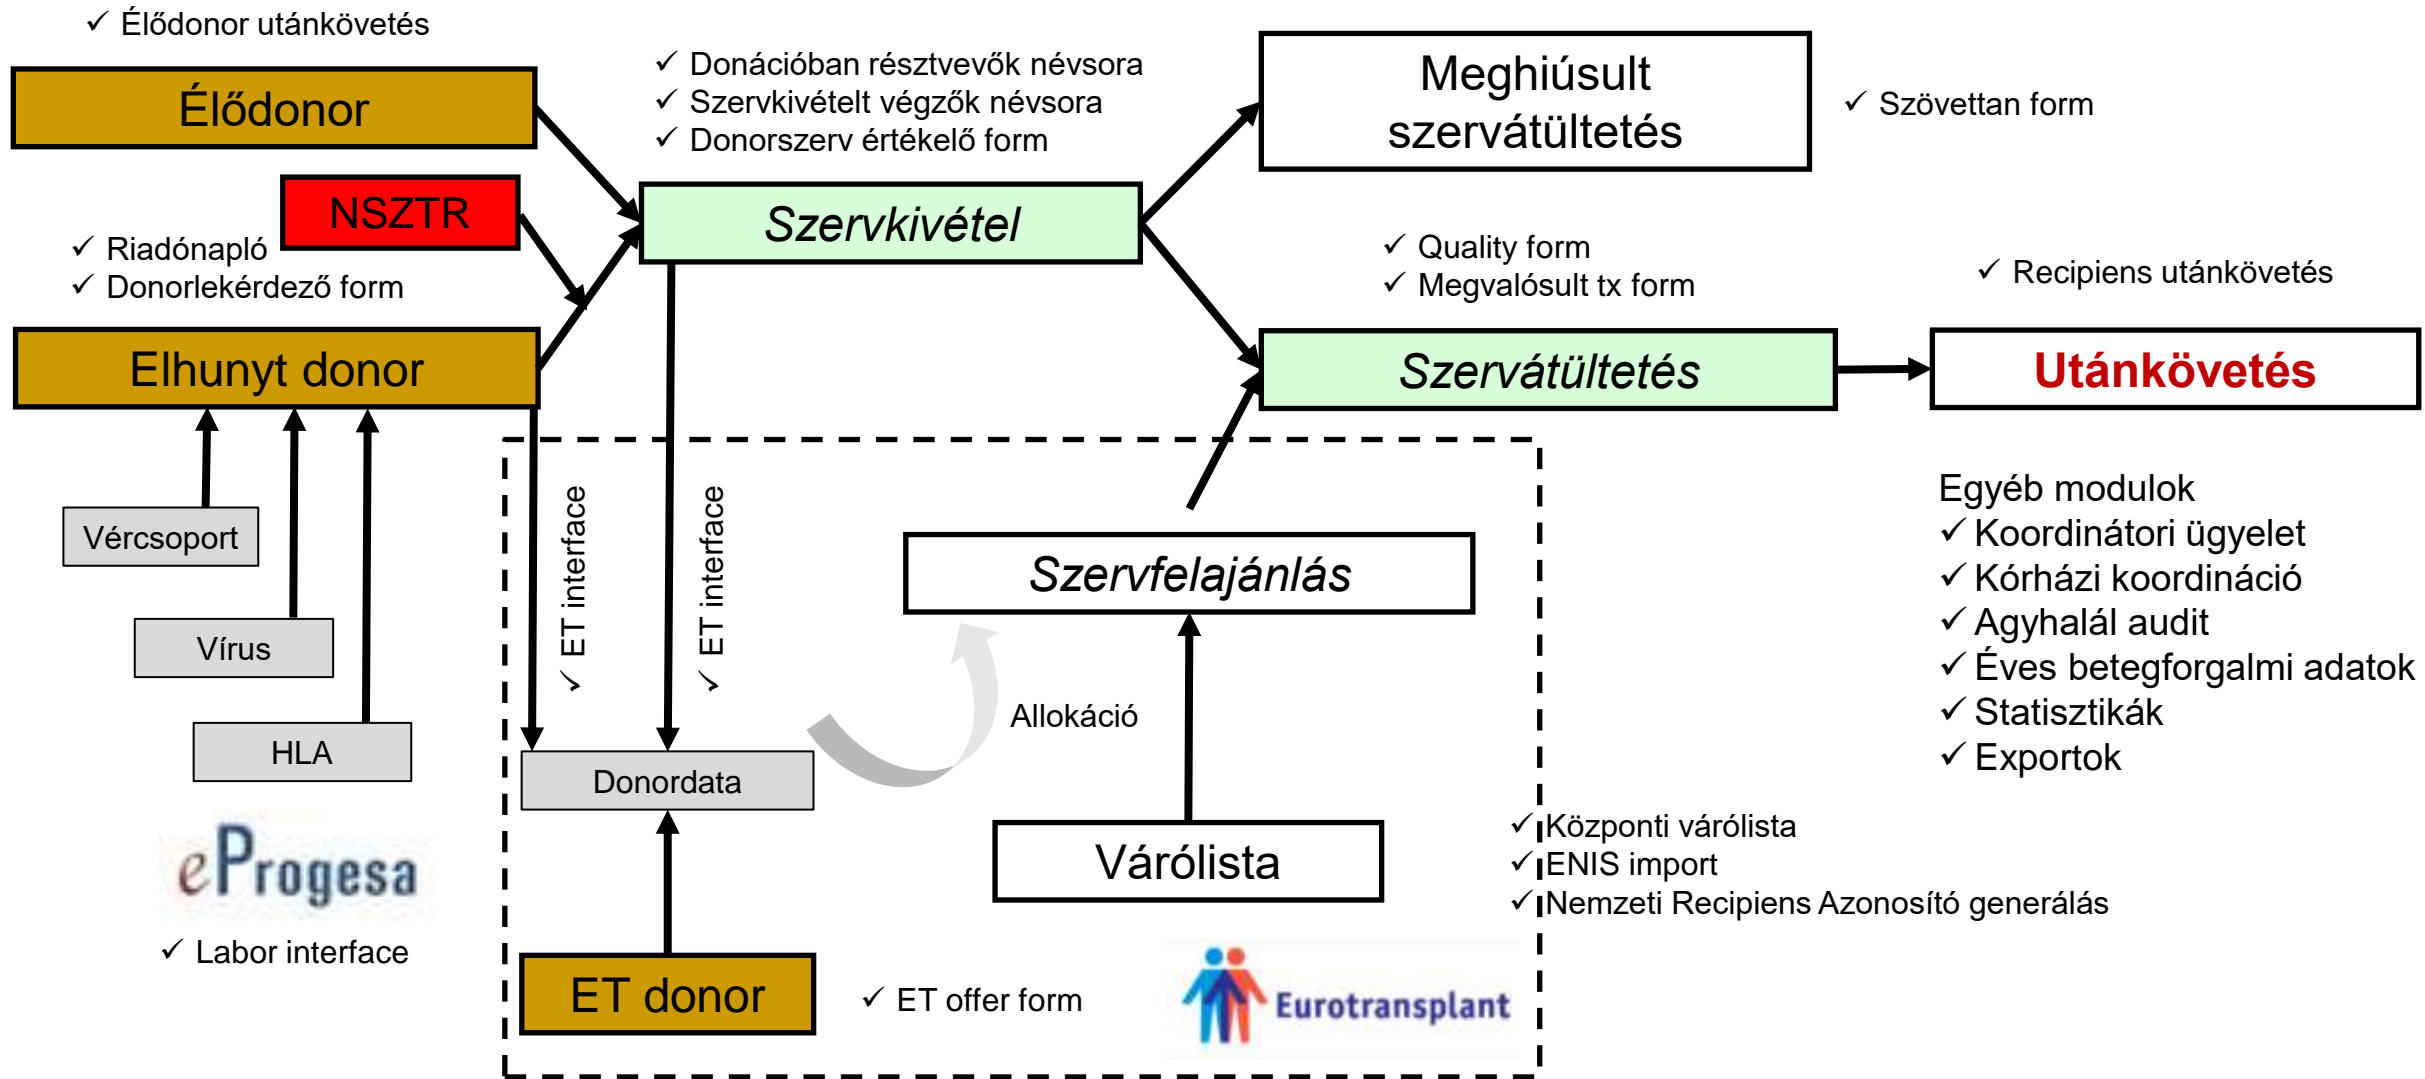 ✓ Élődonor utánkövetés
Élődonor
✓ Donációban résztvevők névsora
✓ Szervkivételt végzők névsora
✓ Donorszerv értékelő form
Meghiúsult
szervátültetés
✓ Szövettan form
NSZTR
Szervkivétel
✓ Riadónapló
✓ Donorlekérdező form
✓ Quality form
✓ Megvalósult tx form
✓ Recipiens utánkövetés
Elhunyt donor
Szervátültetés
Utánkövetés
Vércsoport
Vírus
HLA
eProgesa
✓ Labor interface
✓ ET interface
✓ ET interface
Szervfelajánlás
Allokáció
Donordata
Várólista
ET donor
✓ ET offer form
Eurotransplant
✓ Központi várólista
✓ ENIS import
✓ Nemzeti Recipiens Azonosító generálás
Egyéb modulok
✓ Koordinátori ügyelet
✓ Kórházi koordináció
✓ Agyhalál audit
✓ Éves betegforgalmi adatok
✓ Statisztikák
✓ Exportok